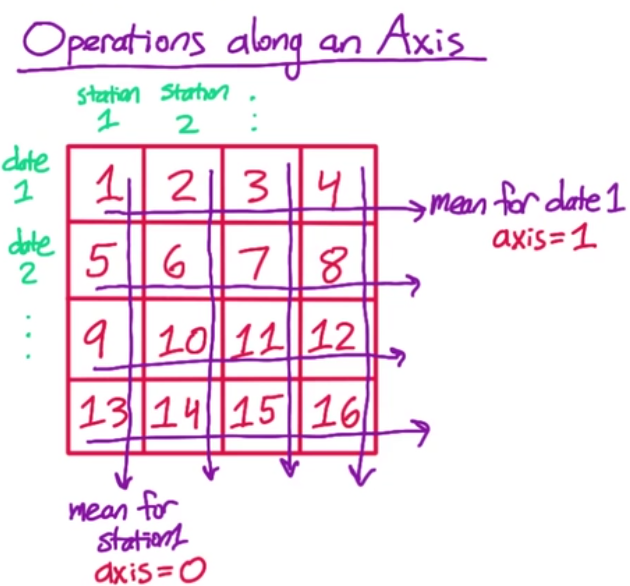 Operations along an Axis
station station :
1 2 :
date 1 2 3 4
1
mean for date 1
axis=1
date 5 6 7 8
2
: 9 10 11 12
13 14 15 16
mean for
station1
axis=0